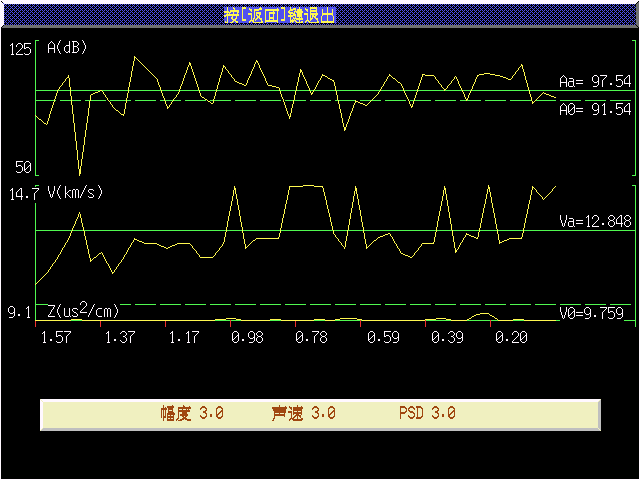 按[返回]键退出
125 A(dB)
Aa= 97.54
A0= 91.54
50
14.7 V(km/s)
Va=12.848
9.1 Z(us2/cm) V0=9.759
1.57 1.37 1.17 0.98 0.78 0.59 0.39 0.20
幅度 3.0 声速 3.0 PSD 3.0